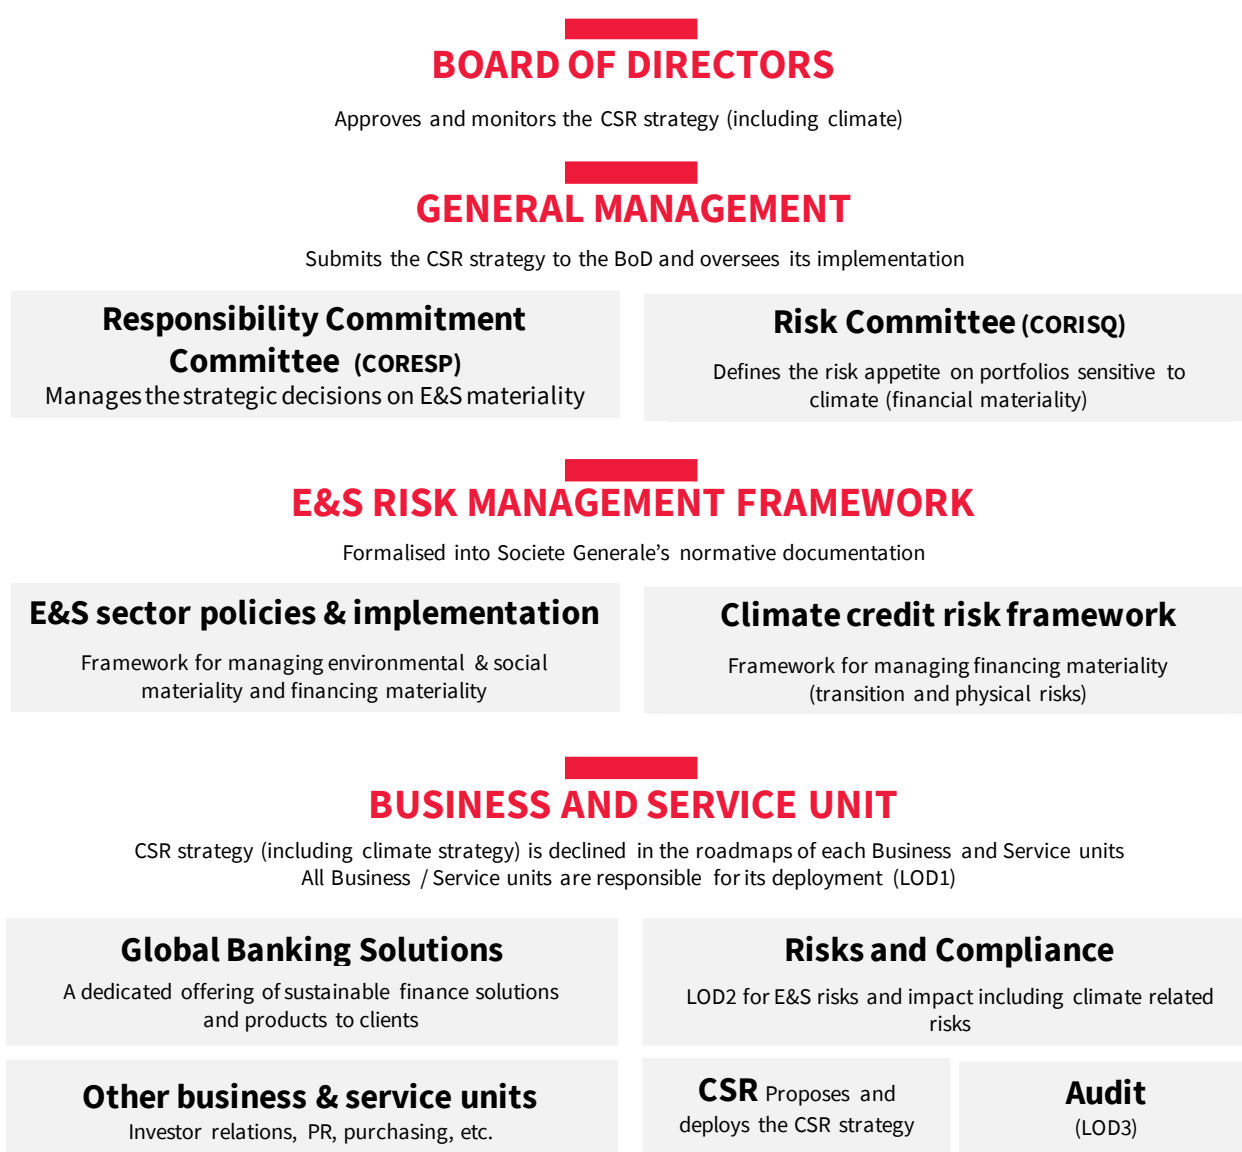 BOARD OF DIRECTORS
Approves and monitors the CSR strategy (including climate)
GENERAL MANAGEMENT
Submits the CSR strategy to the BoD and oversees its implementation
Responsibility Commitment
Committee (CORESP)
Manages the strategic decisions on E&S materiality
Risk Committee (CORISQ)
Defines the risk appetite on portfolios sensitive to
climate (financial materiality)
E&S RISK MANAGEMENT FRAMEWORK
Formalised into Societe Generale’s normative documentation
E&S sector policies & implementation
Framework for managing environmental & social
materiality and financing materiality
Climate credit risk framework
Framework for managing financing materiality
(transition and physical risks)
BUSINESS AND SERVICE UNIT
CSR strategy (including climate strategy) is declined in the roadmaps of each Business and Service units
All Business / Service units are responsible for its deployment (LOD1)
Global Banking Solutions
A dedicated offering of sustainable finance solutions
and products to clients
Risks and Compliance
LOD2 for E&S risks and impact including climate related
risks
Other business & service units
Investor relations, PR, purchasing, etc.
CSR Proposes and
deploys the CSR strategy
Audit
(LOD3)